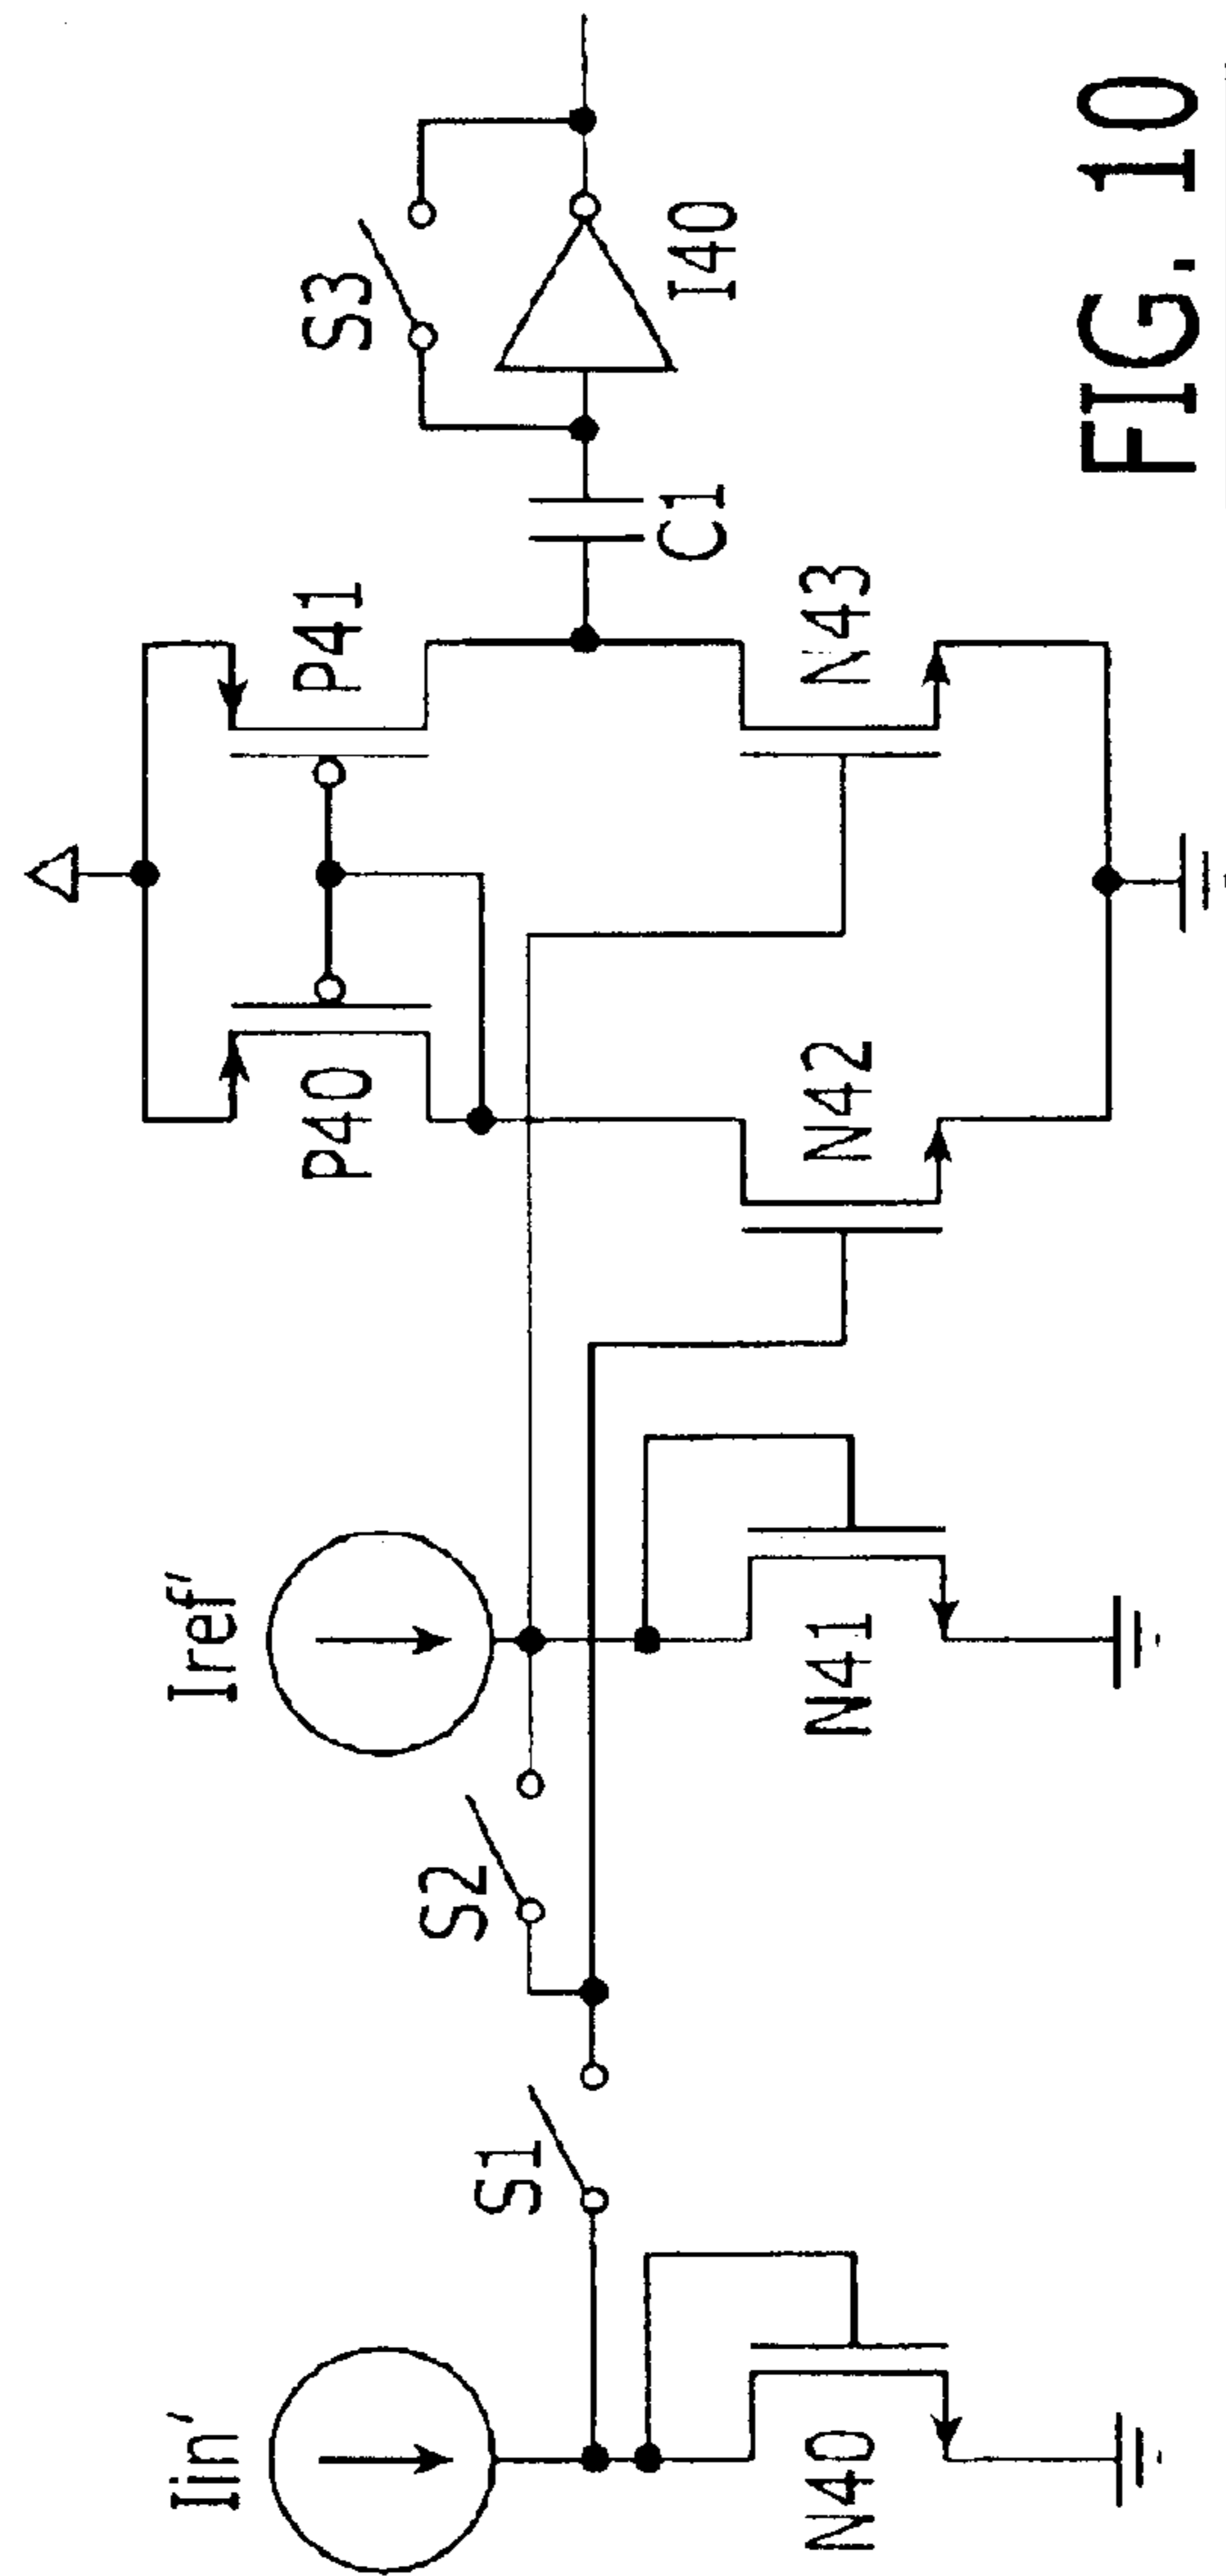 Iin'
Iref'
S1
S2
S3
P40
P41
I40
C1
N40
N41
N42
N43
FIG. 10